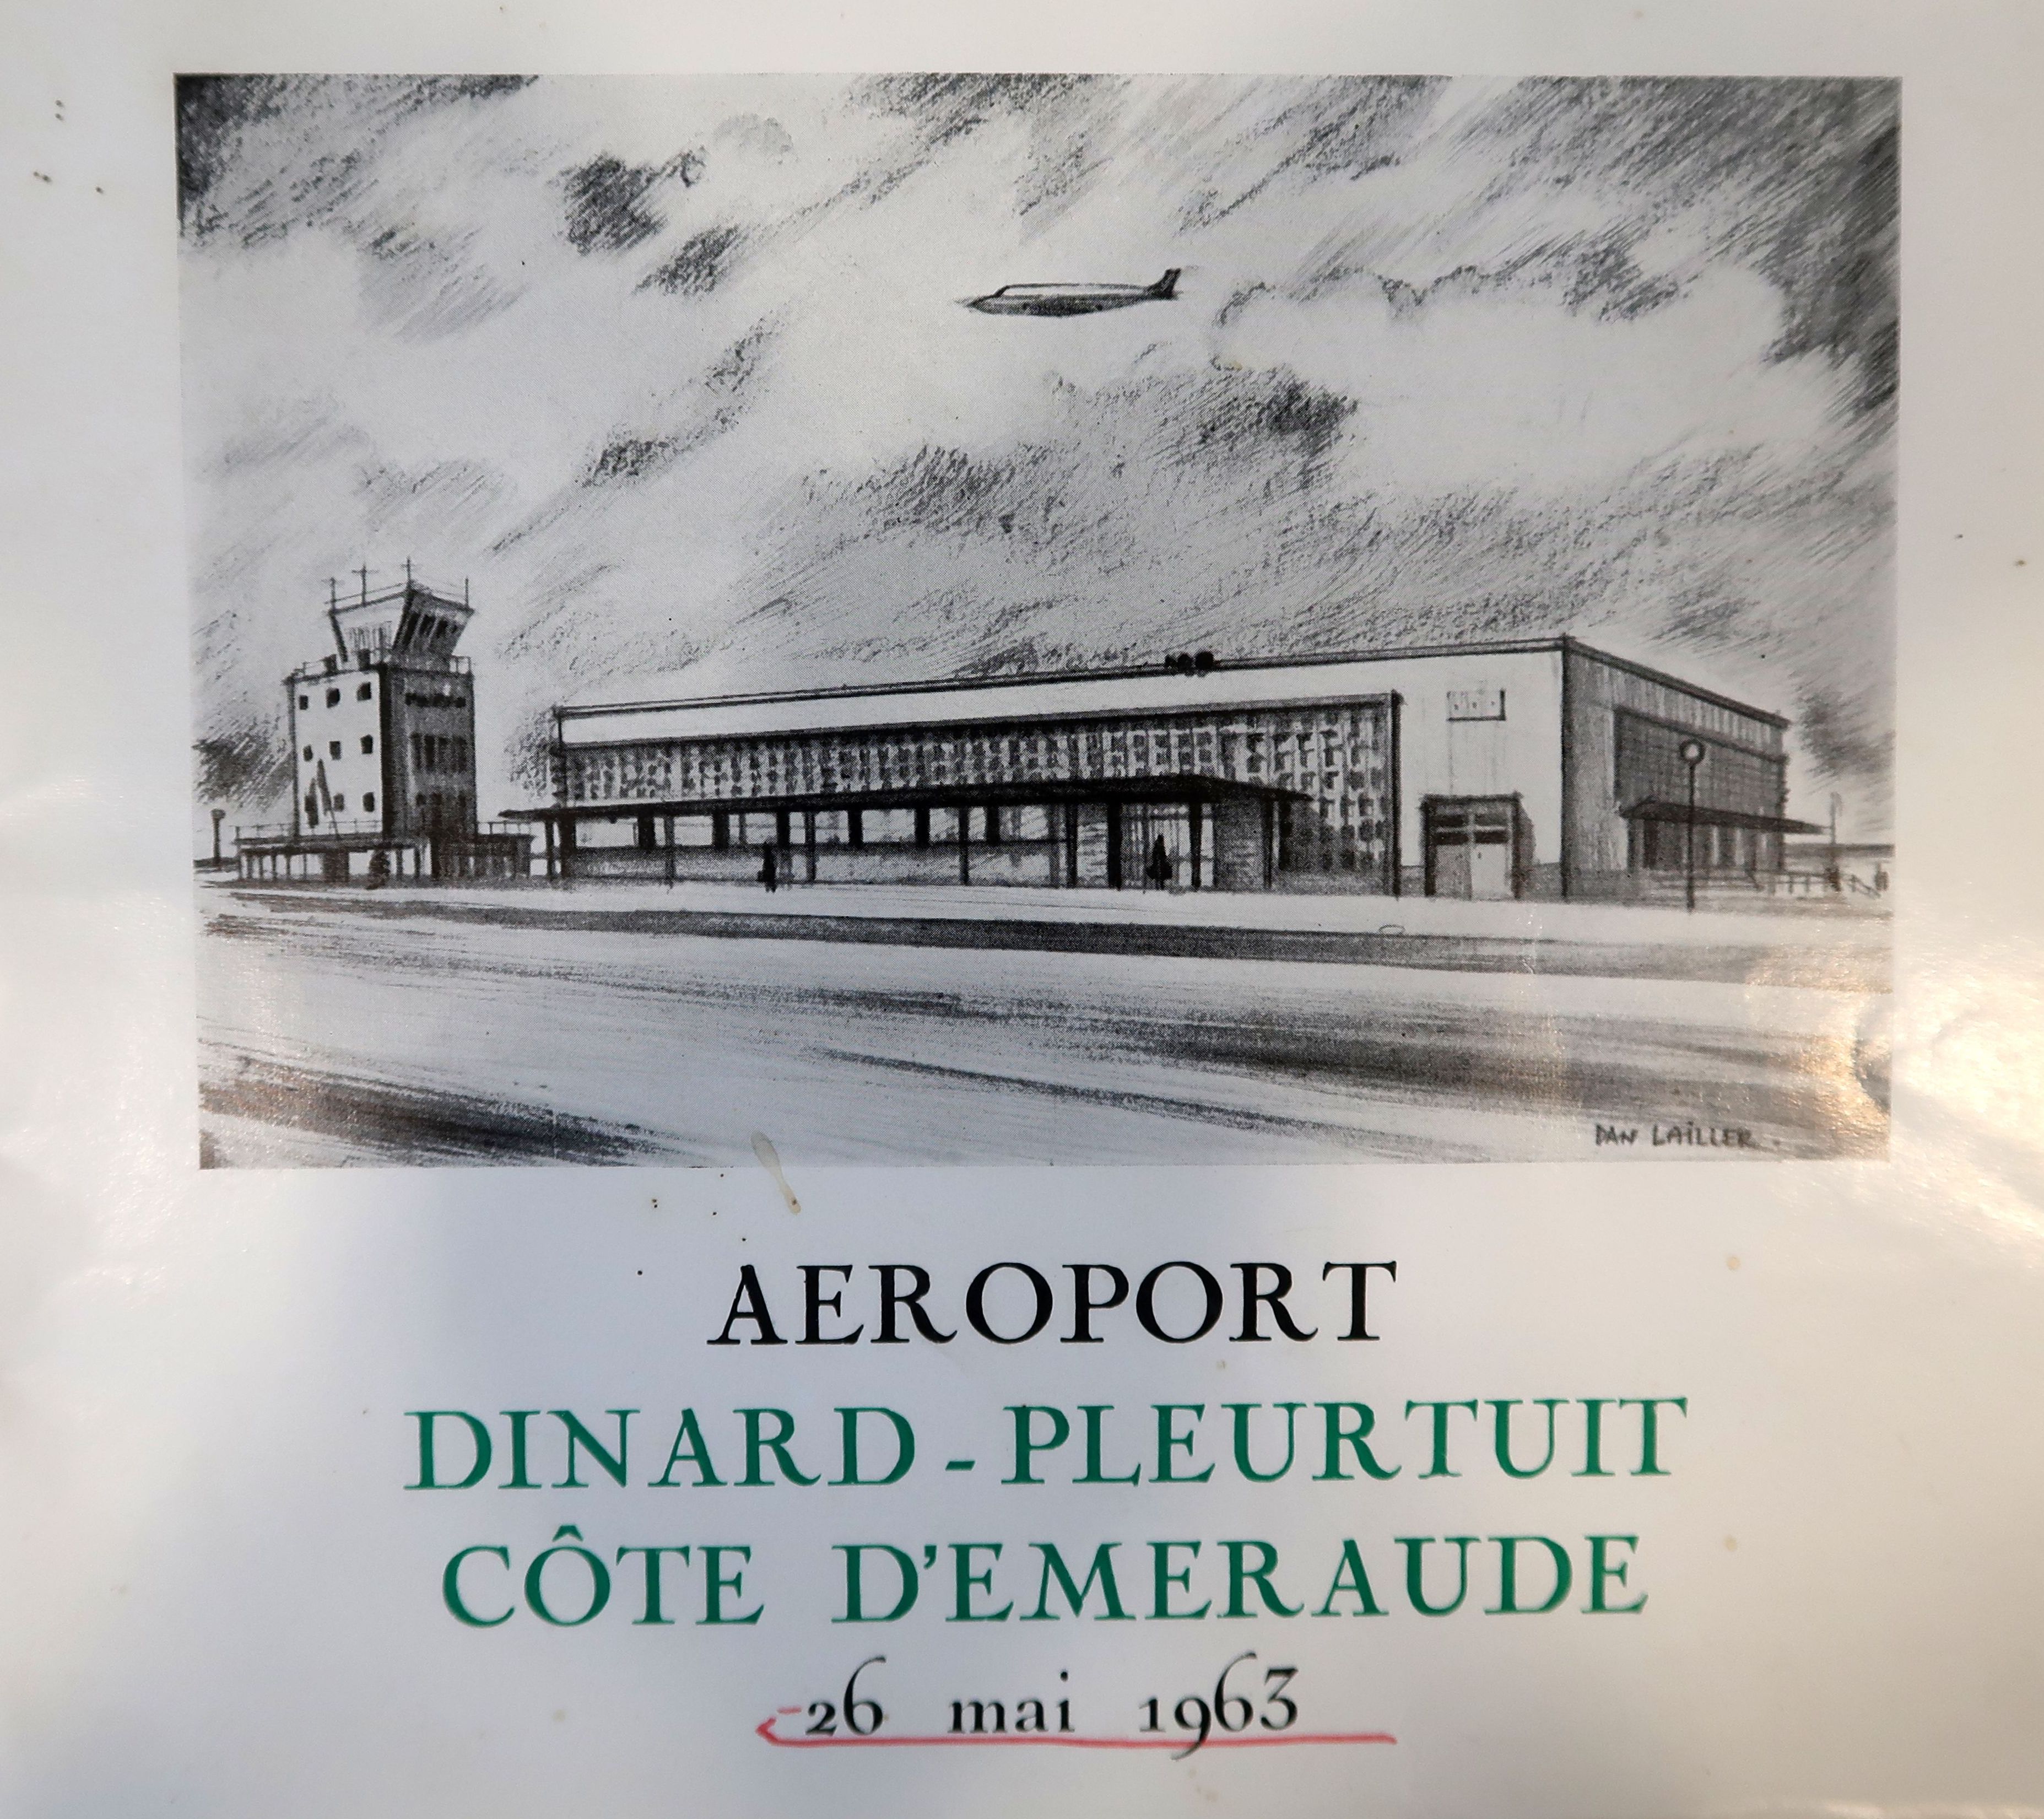 DAN LAILLER.
AEROPORT
DINARD - PLEURTUIT
CÔTE D'EMERAUDE
26 mai 1963